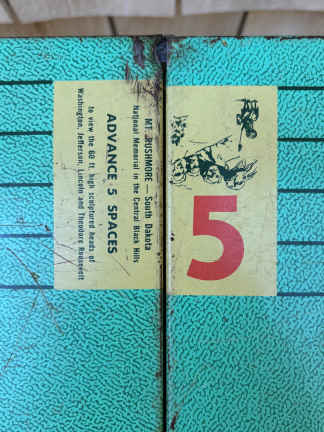 MT. RUSHMORE — South Dakota
National Memorial in the Central Black Hills
ADVANCE 5 SPACES
to view the 60 ft. high sculptured heads of
Washington, Jefferson, Lincoln and Theodore Roosevelt
5